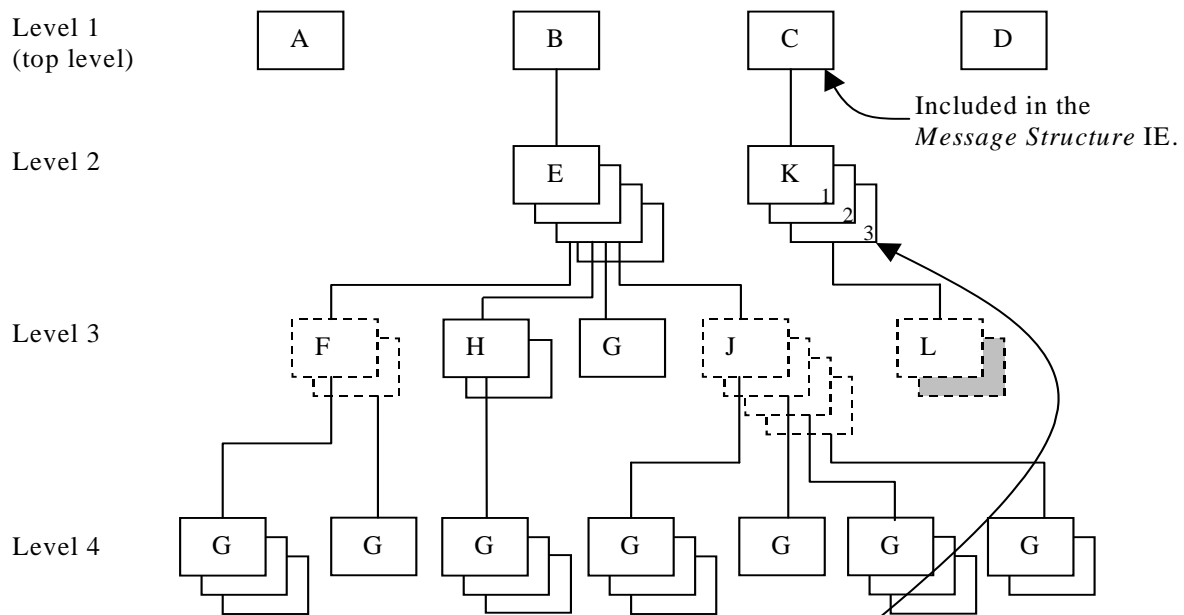 Level 1
(top level)
A
B
C
D
Included in the
Message Structure IE.
Level 2
E
K
1
2
3
Level 3
F
H
G
J
L
Level 4
G
G
G
G
G
G
G